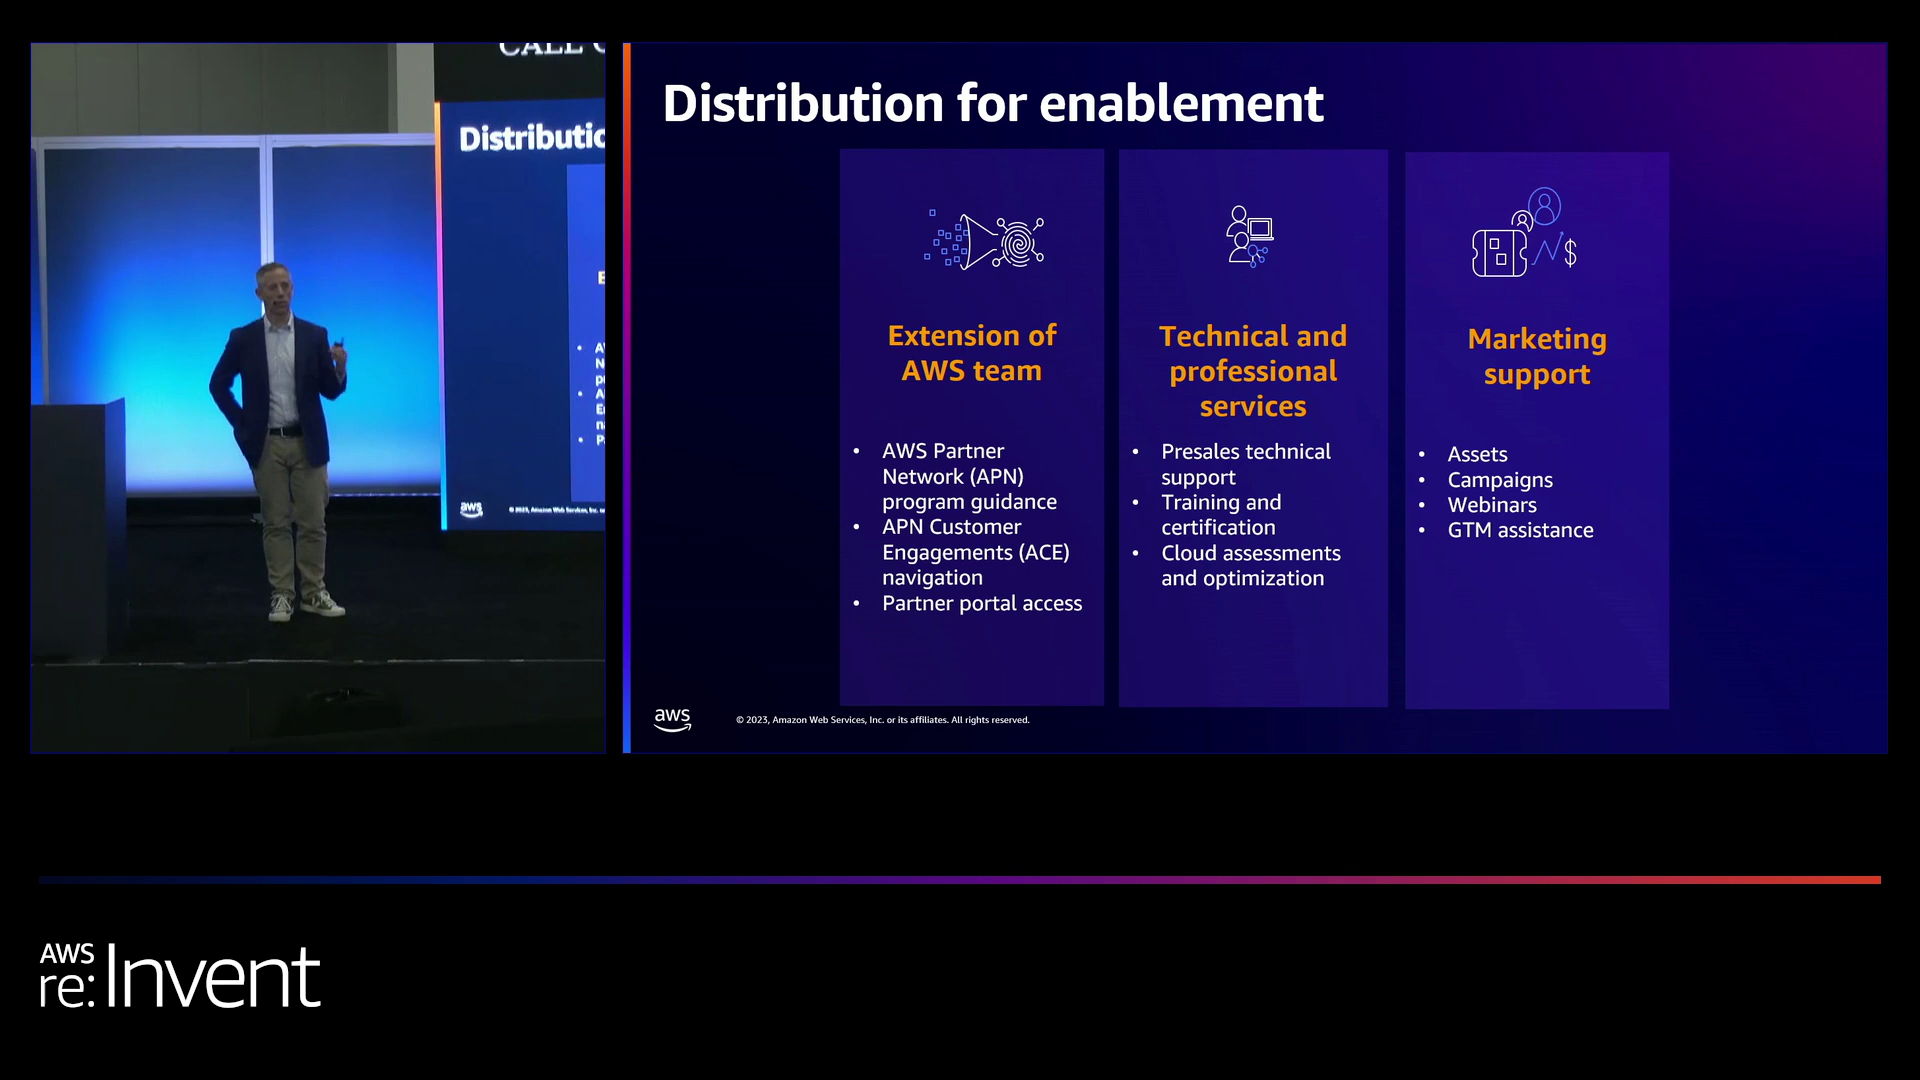 CALL
Distributio
aws
Distribution for enablement
Extension of
AWS team
• AWS Partner
Network (APN)
program guidance
• APN Customer
Engagements (ACE)
navigation
• Partner portal access
Technical and
professional
services
• Presales technical
support
• Training and
certification
• Cloud assessments
and optimization
Marketing
support
• Assets
• Campaigns
• Webinars
• GTM assistance
$
aws
© 2023, Amazon Web Services, Inc. or its affiliates. All rights reserved.
AWS
re:Invent